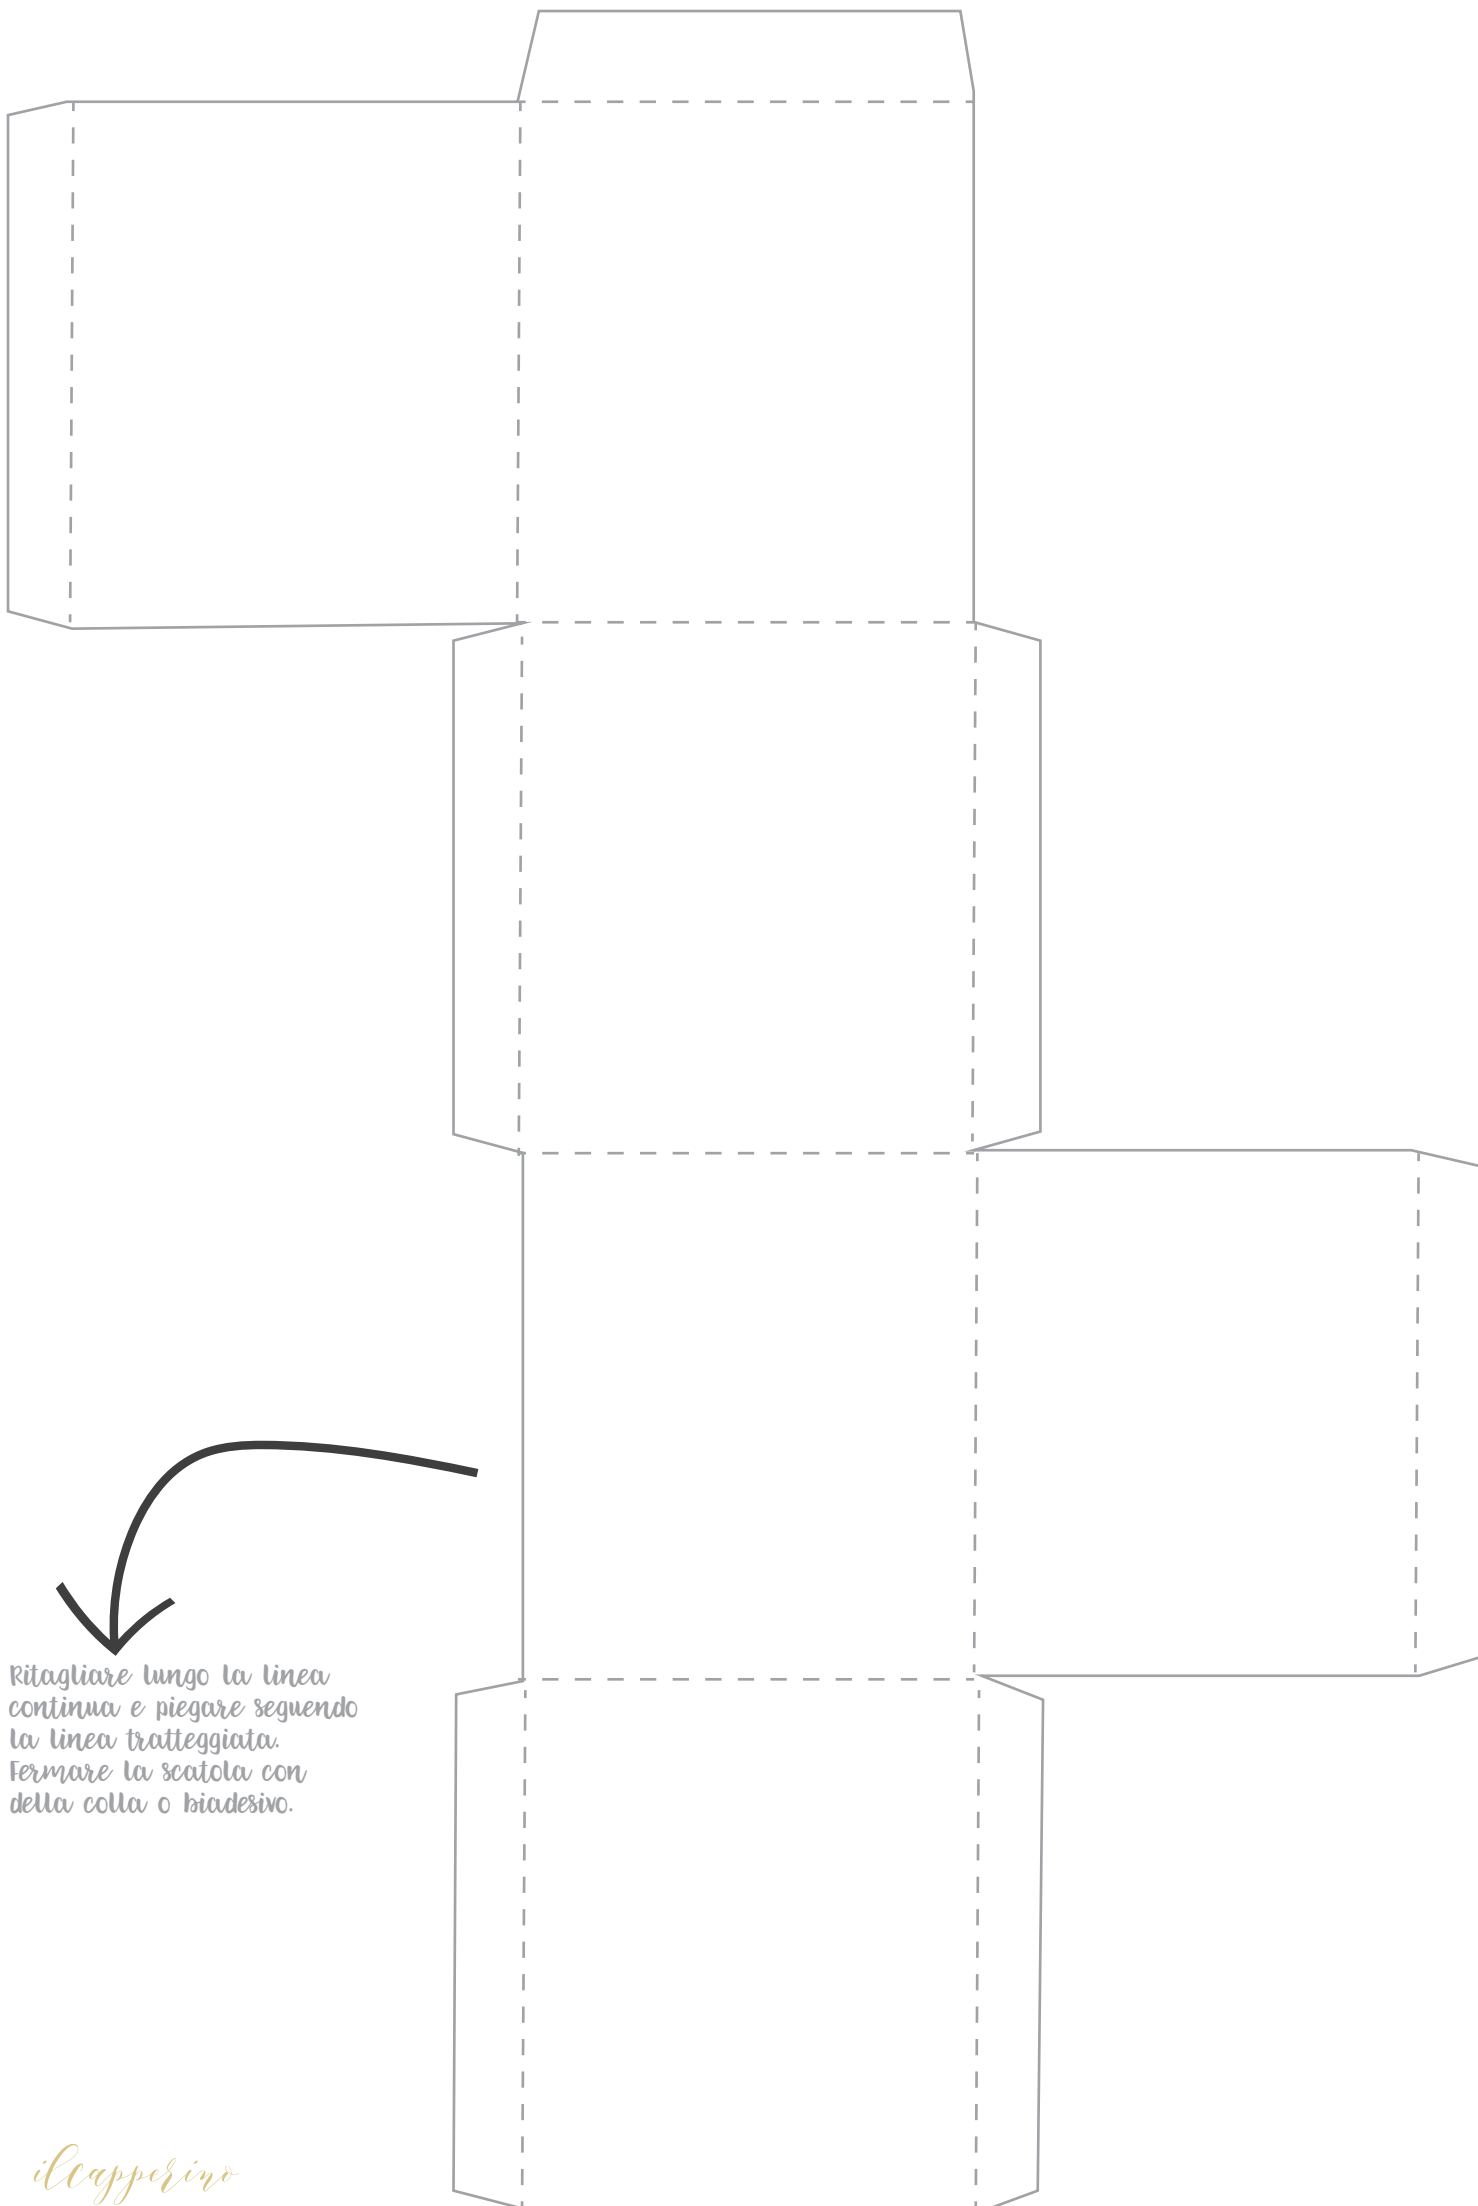 Ritagliare lungo la linea
continua e piegare seguendo
la linea tratteggiata.
Fermare la scatola con
della colla o biadesivo.
ilcapperino